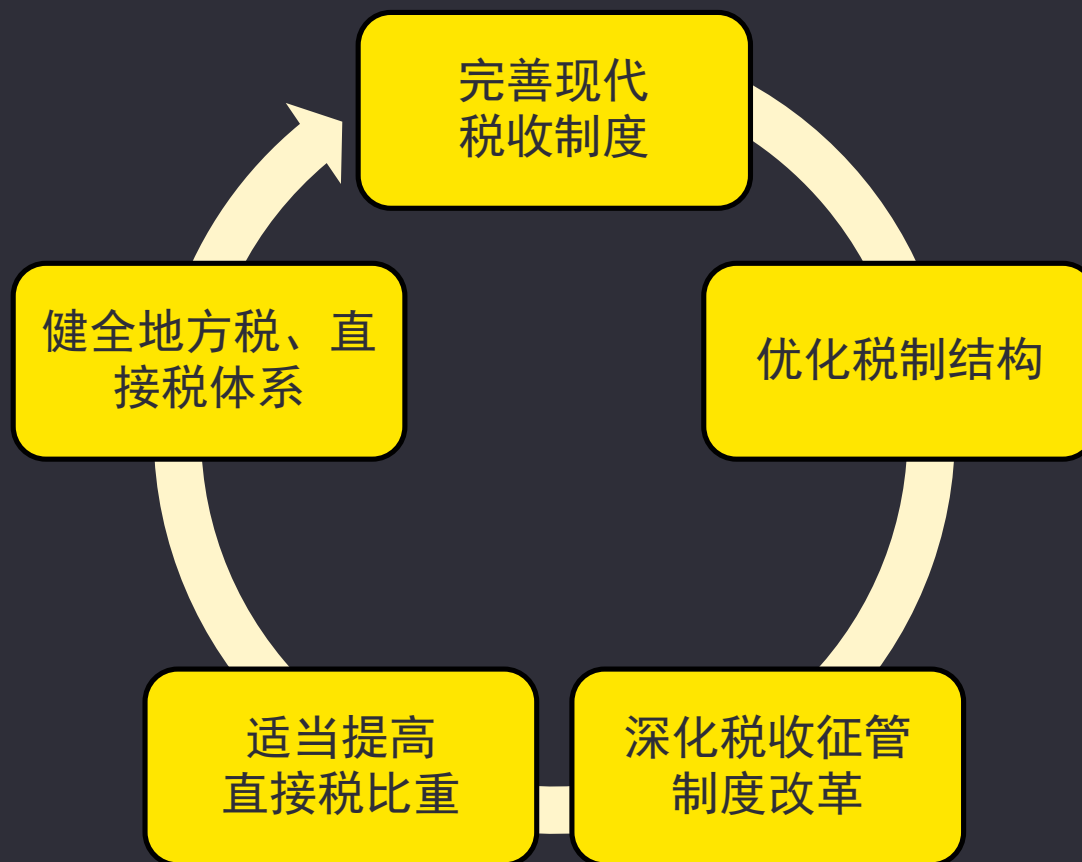 完善现代
税收制度
优化税制结构
深化税收征管
制度改革
适当提高
直接税比重
健全地方税、直
接税体系